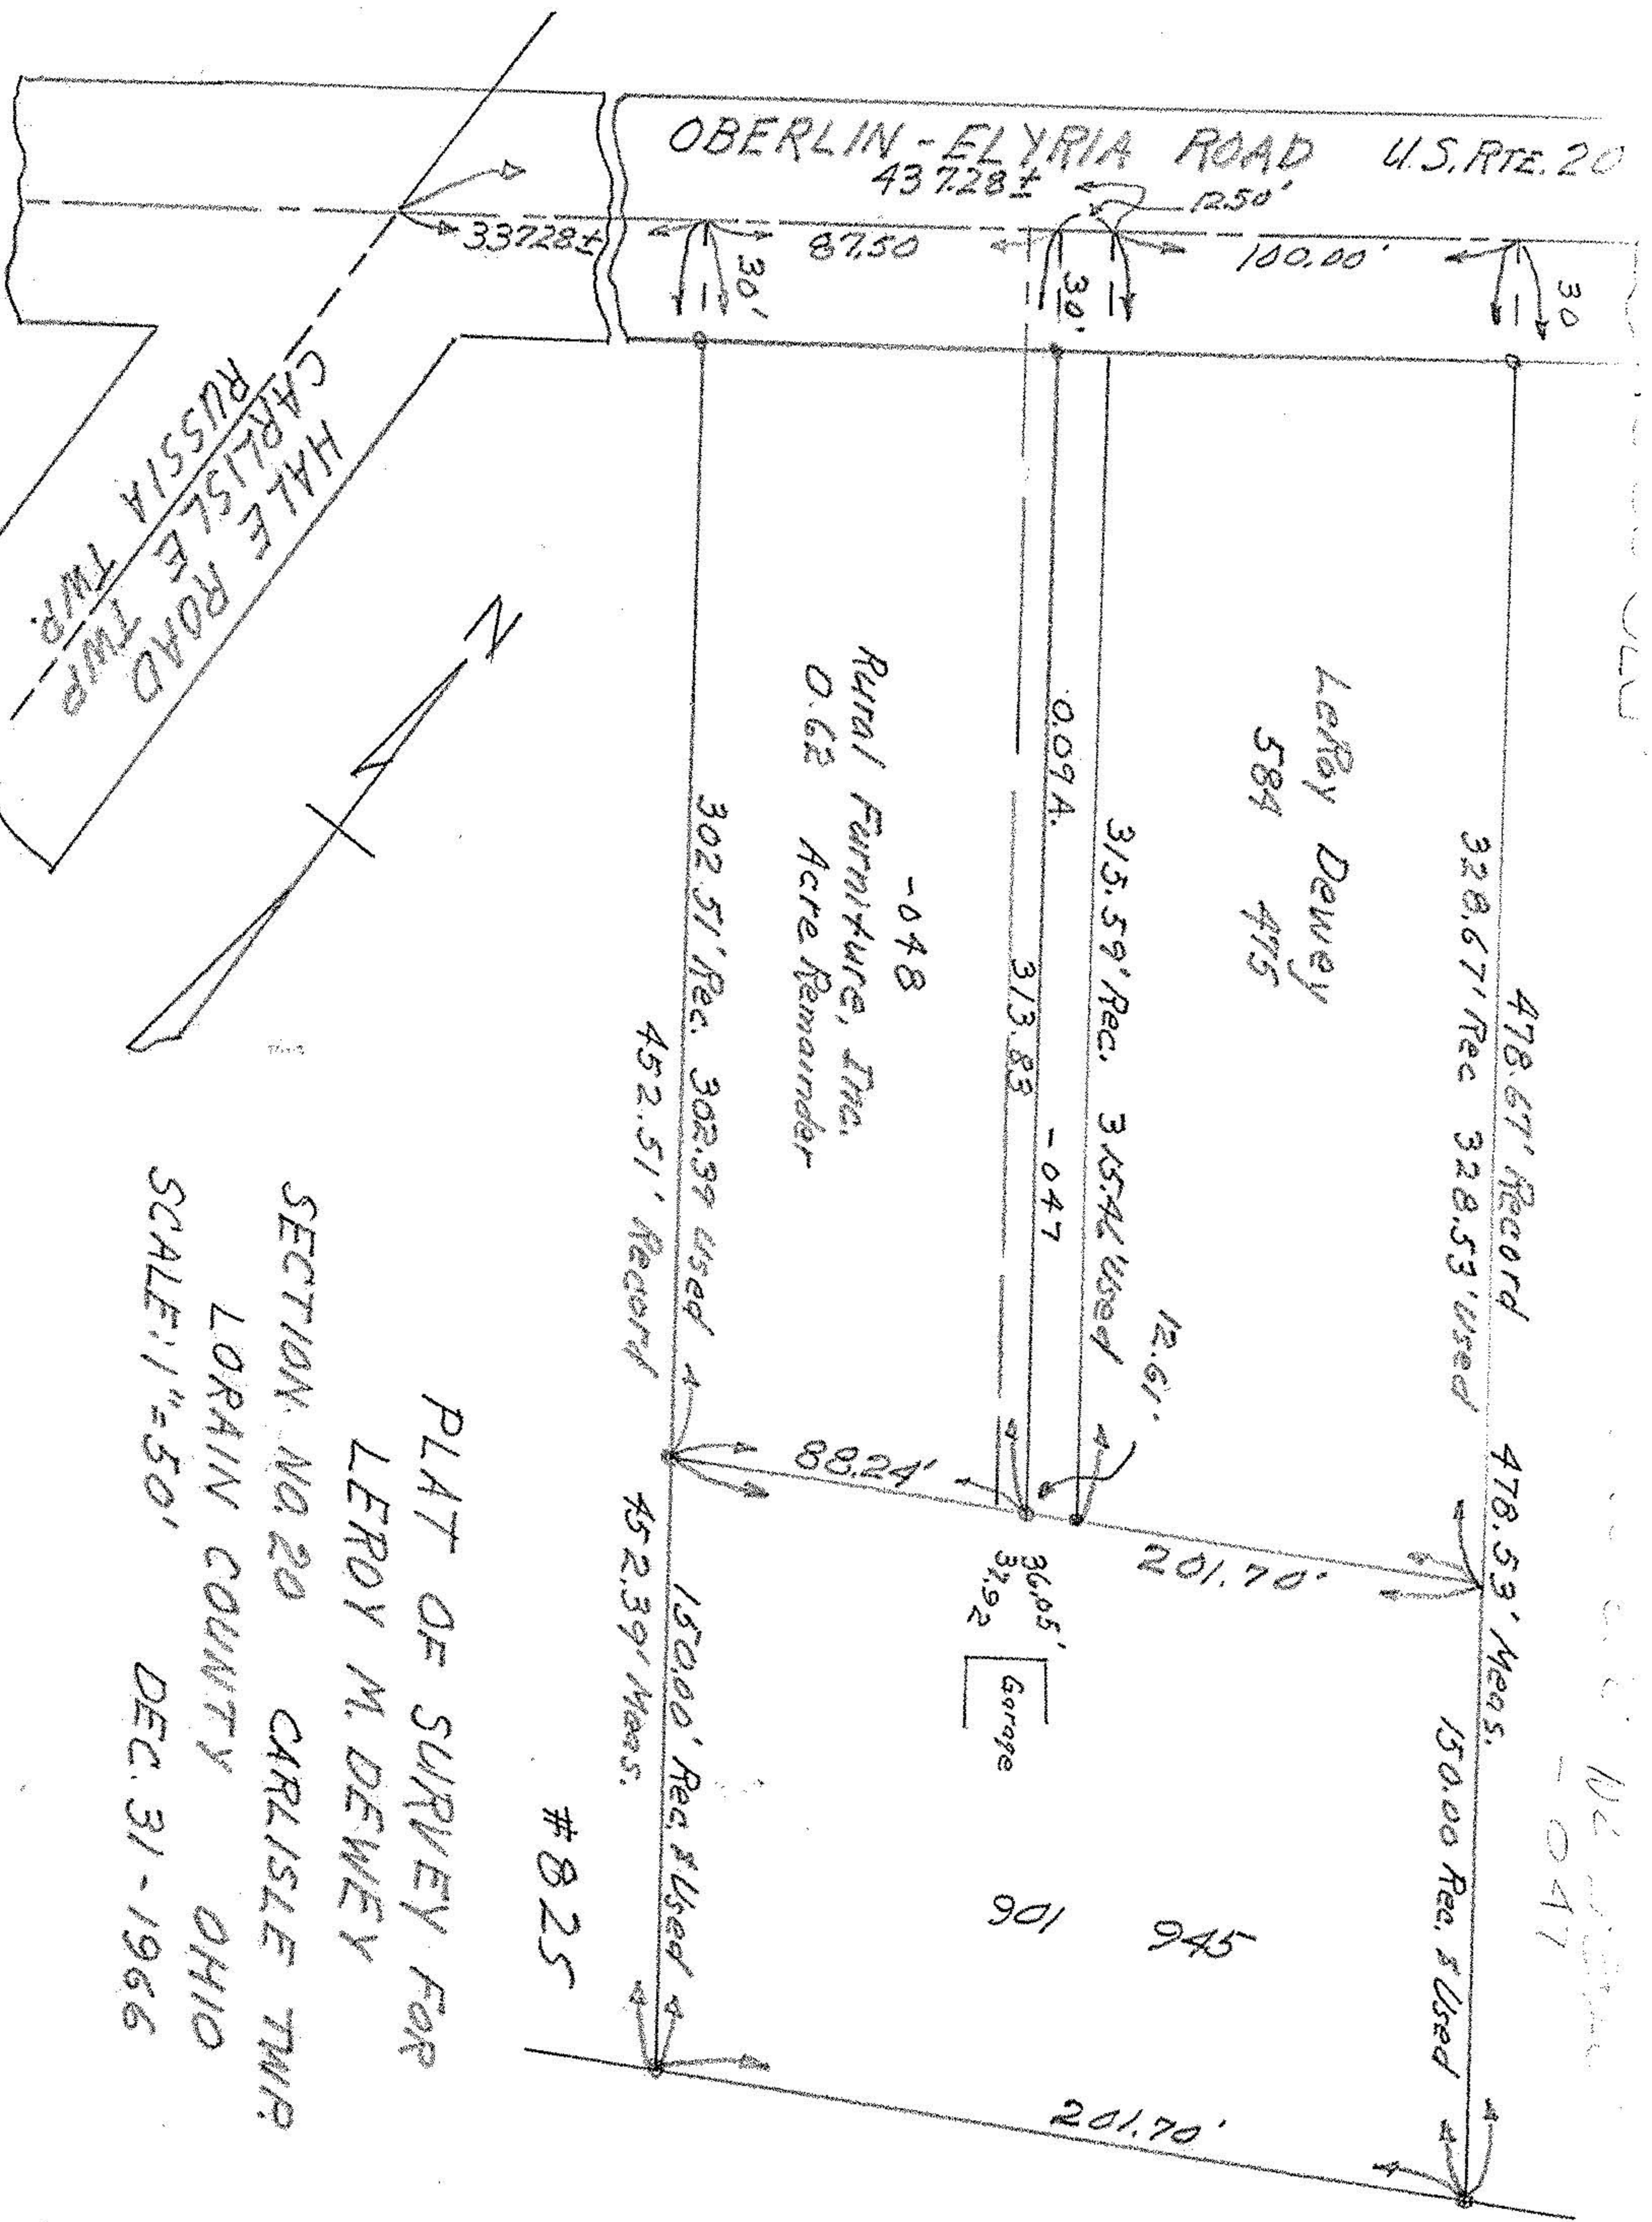 OBERLIN - ELYRIA ROAD U.S. RTE. 20
437.28±
12.50'
337.28±
87.50
100.00'
30'
30'
30
HALE ROAD
CARLISLE TWP
RUSSIA TWP.
N
478.67' Record 478.53' Meas.
328.67' Rec 328.53' Used 150.00 Rec. & Used
- 047
LeRoy Dewey
584 475
315.59' Rec. 315.46' Used
12.61'
0.09 A. - 047
313.83
-048
Rural Furniture, Inc.
0.62 Acre Remainder
302.51' Rec. 302.39 Used
452.51' Record 452.39' Meas.
150.00' Rec. & Used
88.24'
201.70'
36.05'
37.92
Garage
945
901
201.70'
#825
PLAT OF SURVEY FOR
LEROY M. DEWEY
SECTION NO. 20 CARLISLE TWP.
LORAIN COUNTY OHIO
SCALE: 1"=50' DEC. 31 - 1966